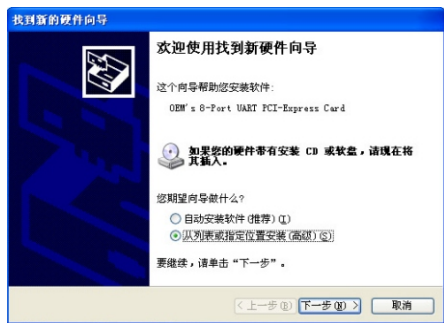 找到新的硬件向导
欢迎使用找到新硬件向导
这个向导帮助您安装软件:
OEM's 8-Port UART PCI-Express Card
如果您的硬件带有安装 CD 或软盘，请现在将
其插入。
您期望向导做什么?
自动安装软件(推荐)(I)
从列表或指定位置安装(高级)(S)
要继续，请单击“下一步”。
<上一步(B) 下一步(N)> 取消